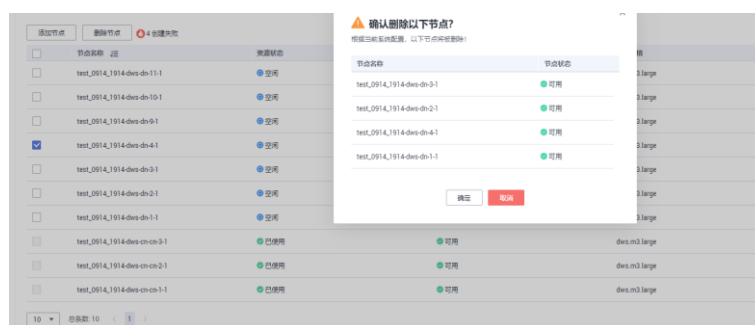 添加节点 删除节点 4 创建失败
节点名称 资源状态
test_0914_1914-dws-dn-11-1 空闲
test_0914_1914-dws-dn-10-1 空闲
test_0914_1914-dws-dn-9-1 空闲
test_0914_1914-dws-dn-4-1 空闲
test_0914_1914-dws-dn-3-1 空闲
test_0914_1914-dws-dn-2-1 空闲
test_0914_1914-dws-dn-1-1 空闲
test_0914_1914-dws-cn-cn-3-1 已使用 可用 dws.m3.large
test_0914_1914-dws-cn-cn-2-1 已使用 可用 dws.m3.large
test_0914_1914-dws-cn-cn-1-1 已使用 可用 dws.m3.large
10 总条数: 10 < 1 >
确认删除以下节点?
根据当前系统配置，以下节点将被删除!
节点名称 节点状态
test_0914_1914-dws-dn-3-1 可用
test_0914_1914-dws-dn-2-1 可用
test_0914_1914-dws-dn-4-1 可用
test_0914_1914-dws-dn-1-1 可用
确定 取消
3.large
3.large
3.large
3.large
3.large
3.large
3.large